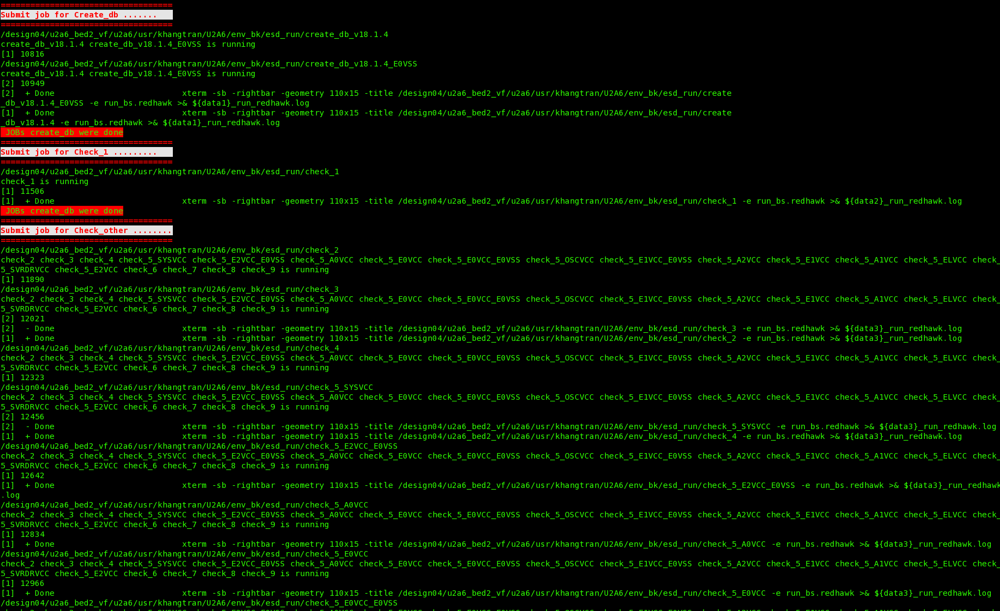 ===================================
Submit job for Create_db .......
===================================
/design04/u2a6_bed2_vf/u2a6/usr/khangtran/U2A6/env_bk/esd_run/create_db_v18.1.4
create_db_v18.1.4 create_db_v18.1.4_E0VSS is running
[1] 10816
/design04/u2a6_bed2_vf/u2a6/usr/khangtran/U2A6/env_bk/esd_run/create_db_v18.1.4_E0VSS
create_db_v18.1.4 create_db_v18.1.4_E0VSS is running
[2] 10949
[2]  + Done                          xterm -sb -rightbar -geometry 110x15 -title /design04/u2a6_bed2_vf/u2a6/usr/khangtran/U2A6/env_bk/esd_run/create
_db_v18.1.4_E0VSS -e run_bs.redhawk >& ${data1}_run_redhawk.log
[1]  + Done                          xterm -sb -rightbar -geometry 110x15 -title /design04/u2a6_bed2_vf/u2a6/usr/khangtran/U2A6/env_bk/esd_run/create
_db_v18.1.4 -e run_bs.redhawk >& ${data1}_run_redhawk.log
JOBs create_db were done
===================================
Submit job for Check_1 .........
===================================
/design04/u2a6_bed2_vf/u2a6/usr/khangtran/U2A6/env_bk/esd_run/check_1
check_1 is running
[1] 11506
[1]  + Done                          xterm -sb -rightbar -geometry 110x15 -title /design04/u2a6_bed2_vf/u2a6/usr/khangtran/U2A6/env_bk/esd_run/check_1 -e run_bs.redhawk >& ${data2}_run_redhawk.log
JOBs create_db were done
===================================
Submit job for Check_other ........
===================================
/design04/u2a6_bed2_vf/u2a6/usr/khangtran/U2A6/env_bk/esd_run/check_2
check_2 check_3 check_4 check_5_SYSVCC check_5_E2VCC_E0VSS check_5_A0VCC check_5_E0VCC check_5_E0VCC_E0VSS check_5_OSCVCC check_5_E1VCC_E0VSS check_5_A2VCC check_5_E1VCC check_5_A1VCC check_5_ELVCC check_
5_SVRDRVCC check_5_E2VCC check_6 check_7 check_8 check_9 is running
[1] 11890
/design04/u2a6_bed2_vf/u2a6/usr/khangtran/U2A6/env_bk/esd_run/check_3
check_2 check_3 check_4 check_5_SYSVCC check_5_E2VCC_E0VSS check_5_A0VCC check_5_E0VCC check_5_E0VCC_E0VSS check_5_OSCVCC check_5_E1VCC_E0VSS check_5_A2VCC check_5_E1VCC check_5_A1VCC check_5_ELVCC check_
5_SVRDRVCC check_5_E2VCC check_6 check_7 check_8 check_9 is running
[2] 12021
[2]  - Done                          xterm -sb -rightbar -geometry 110x15 -title /design04/u2a6_bed2_vf/u2a6/usr/khangtran/U2A6/env_bk/esd_run/check_3 -e run_bs.redhawk >& ${data3}_run_redhawk.log
[1]  + Done                          xterm -sb -rightbar -geometry 110x15 -title /design04/u2a6_bed2_vf/u2a6/usr/khangtran/U2A6/env_bk/esd_run/check_2 -e run_bs.redhawk >& ${data3}_run_redhawk.log
/design04/u2a6_bed2_vf/u2a6/usr/khangtran/U2A6/env_bk/esd_run/check_4
check_2 check_3 check_4 check_5_SYSVCC check_5_E2VCC_E0VSS check_5_A0VCC check_5_E0VCC check_5_E0VCC_E0VSS check_5_OSCVCC check_5_E1VCC_E0VSS check_5_A2VCC check_5_E1VCC check_5_A1VCC check_5_ELVCC check_
5_SVRDRVCC check_5_E2VCC check_6 check_7 check_8 check_9 is running
[1] 12323
/design04/u2a6_bed2_vf/u2a6/usr/khangtran/U2A6/env_bk/esd_run/check_5_SYSVCC
check_2 check_3 check_4 check_5_SYSVCC check_5_E2VCC_E0VSS check_5_A0VCC check_5_E0VCC check_5_E0VCC_E0VSS check_5_OSCVCC check_5_E1VCC_E0VSS check_5_A2VCC check_5_E1VCC check_5_A1VCC check_5_ELVCC check_
5_SVRDRVCC check_5_E2VCC check_6 check_7 check_8 check_9 is running
[2] 12456
[2]  - Done                          xterm -sb -rightbar -geometry 110x15 -title /design04/u2a6_bed2_vf/u2a6/usr/khangtran/U2A6/env_bk/esd_run/check_5_SYSVCC -e run_bs.redhawk >& ${data3}_run_redhawk.log
[1]  + Done                          xterm -sb -rightbar -geometry 110x15 -title /design04/u2a6_bed2_vf/u2a6/usr/khangtran/U2A6/env_bk/esd_run/check_4 -e run_bs.redhawk >& ${data3}_run_redhawk.log
/design04/u2a6_bed2_vf/u2a6/usr/khangtran/U2A6/env_bk/esd_run/check_5_E2VCC_E0VSS
check_2 check_3 check_4 check_5_SYSVCC check_5_E2VCC_E0VSS check_5_A0VCC check_5_E0VCC check_5_E0VCC_E0VSS check_5_OSCVCC check_5_E1VCC_E0VSS check_5_A2VCC check_5_E1VCC check_5_A1VCC check_5_ELVCC check_
5_SVRDRVCC check_5_E2VCC check_6 check_7 check_8 check_9 is running
[1] 12642
[1]  + Done                          xterm -sb -rightbar -geometry 110x15 -title /design04/u2a6_bed2_vf/u2a6/usr/khangtran/U2A6/env_bk/esd_run/check_5_E2VCC_E0VSS -e run_bs.redhawk >& ${data3}_run_redhawk
.log
/design04/u2a6_bed2_vf/u2a6/usr/khangtran/U2A6/env_bk/esd_run/check_5_A0VCC
check_2 check_3 check_4 check_5_SYSVCC check_5_E2VCC_E0VSS check_5_A0VCC check_5_E0VCC check_5_E0VCC_E0VSS check_5_OSCVCC check_5_E1VCC_E0VSS check_5_A2VCC check_5_E1VCC check_5_A1VCC check_5_ELVCC check_
5_SVRDRVCC check_5_E2VCC check_6 check_7 check_8 check_9 is running
[1] 12834
[1]  + Done                          xterm -sb -rightbar -geometry 110x15 -title /design04/u2a6_bed2_vf/u2a6/usr/khangtran/U2A6/env_bk/esd_run/check_5_A0VCC -e run_bs.redhawk >& ${data3}_run_redhawk.log
/design04/u2a6_bed2_vf/u2a6/usr/khangtran/U2A6/env_bk/esd_run/check_5_E0VCC
check_2 check_3 check_4 check_5_SYSVCC check_5_E2VCC_E0VSS check_5_A0VCC check_5_E0VCC check_5_E0VCC_E0VSS check_5_OSCVCC check_5_E1VCC_E0VSS check_5_A2VCC check_5_E1VCC check_5_A1VCC check_5_ELVCC check_
5_SVRDRVCC check_5_E2VCC check_6 check_7 check_8 check_9 is running
[1] 12966
[1]  + Done                          xterm -sb -rightbar -geometry 110x15 -title /design04/u2a6_bed2_vf/u2a6/usr/khangtran/U2A6/env_bk/esd_run/check_5_E0VCC -e run_bs.redhawk >& ${data3}_run_redhawk.log
/design04/u2a6_bed2_vf/u2a6/usr/khangtran/U2A6/env_bk/esd_run/check_5_E0VCC_E0VSS